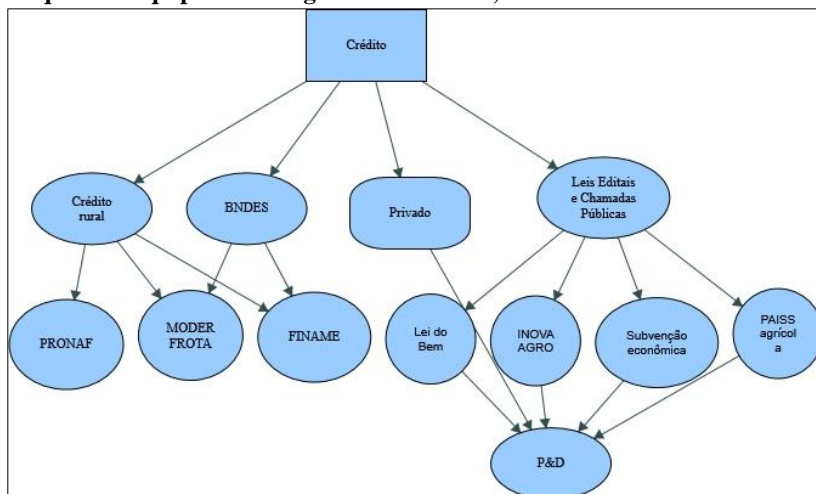 Crédito
Crédito
rural
BNDES
Privado
Leis Editais
e Chamadas
Públicas
PRONAF
MODER
FROTA
FINAME
Lei do
Bem
INOVA
AGRO
Subvenção
econômica
PAISS
agrícol
a
P&D